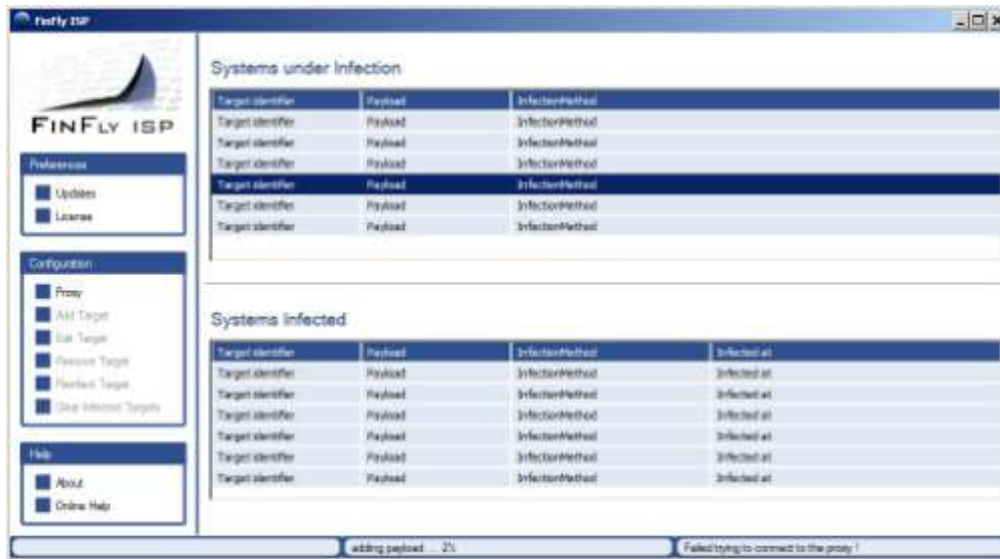 FinFly ISP
FINFLY ISP
Preferences
Updates
License
Configuration
Proxy
Add Target
Edit Target
Remove Target
Reinfect Target
Clear Infected Targets
Help
About
Online Help
Systems under Infection
Target identifier Payload InfectionMethod
Target identifier Payload InfectionMethod
Target identifier Payload InfectionMethod
Target identifier Payload InfectionMethod
Target identifier Payload InfectionMethod
Target identifier Payload InfectionMethod
Target identifier Payload InfectionMethod
Systems Infected
Target identifier Payload InfectionMethod Infected at
Target identifier Payload InfectionMethod Infected at
Target identifier Payload InfectionMethod Infected at
Target identifier Payload InfectionMethod Infected at
Target identifier Payload InfectionMethod Infected at
Target identifier Payload InfectionMethod Infected at
Target identifier Payload InfectionMethod Infected at
adding payload ... 2% Failed trying to connect to the proxy !